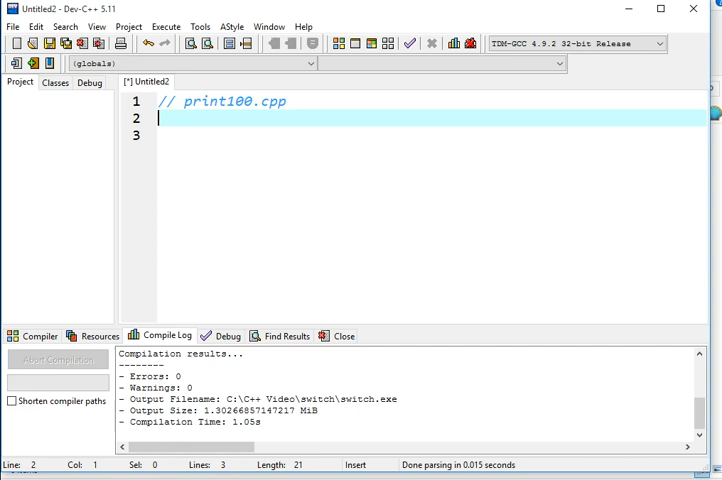 Untitled2 - Dev-C++ 5.11
File Edit Search View Project Execute Tools AStyle Window Help
TDM-GCC 4.9.2 32-bit Release
(globals)
Project Classes Debug [*] Untitled2
1 // print100.cpp
2
3
Compiler Resources Compile Log Debug Find Results Close
Abort Compilation
Shorten compiler paths
Compilation results...
--------
- Errors: 0
- Warnings: 0
- Output Filename: C:\C++ Video\switch\switch.exe
- Output Size: 1.30266857147217 MiB
- Compilation Time: 1.05s
Line: 2 Col: 1 Sel: 0 Lines: 3 Length: 21 Insert Done parsing in 0.015 seconds